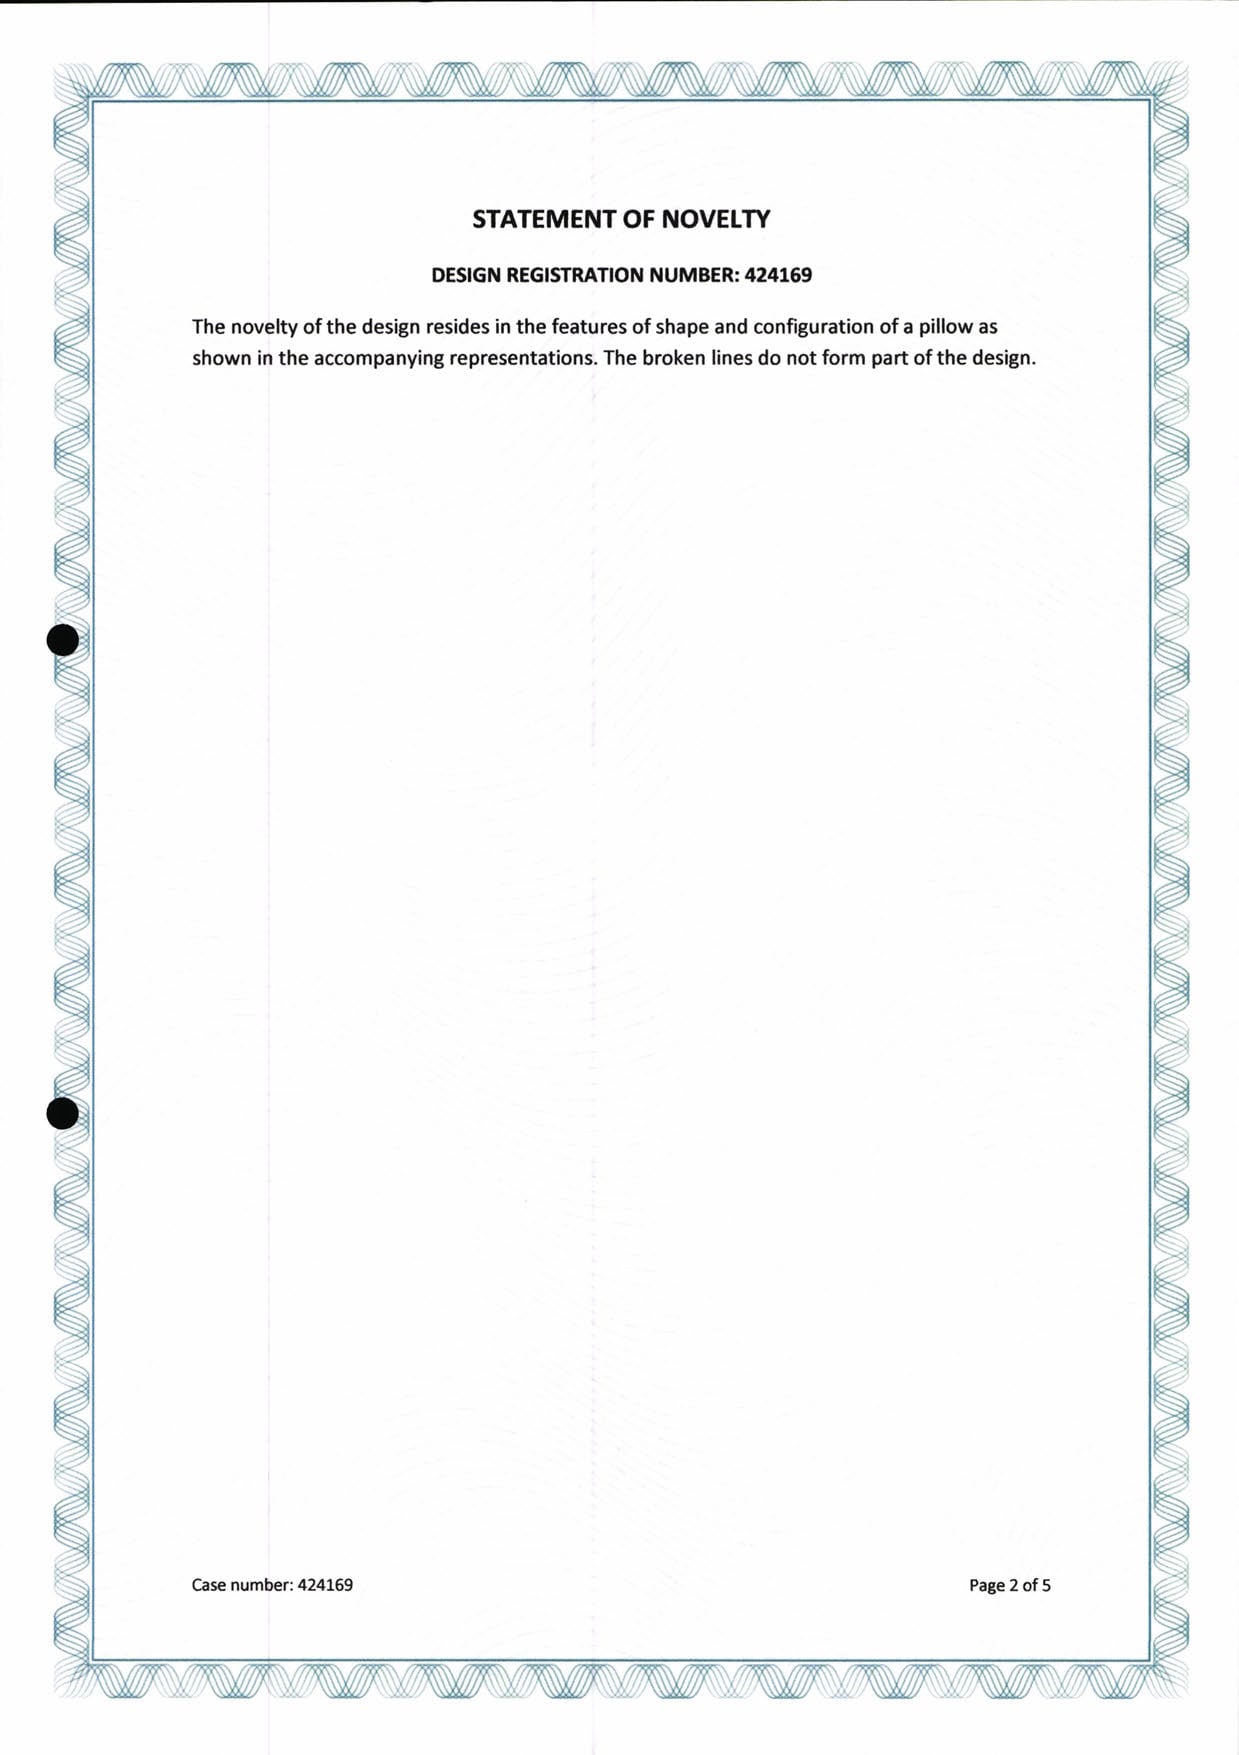 STATEMENT OF NOVELTY
DESIGN REGISTRATION NUMBER: 424169
The novelty of the design resides in the features of shape and configuration of a pillow as
shown in the accompanying representations. The broken lines do not form part of the design.
Case number: 424169
Page 2 of 5